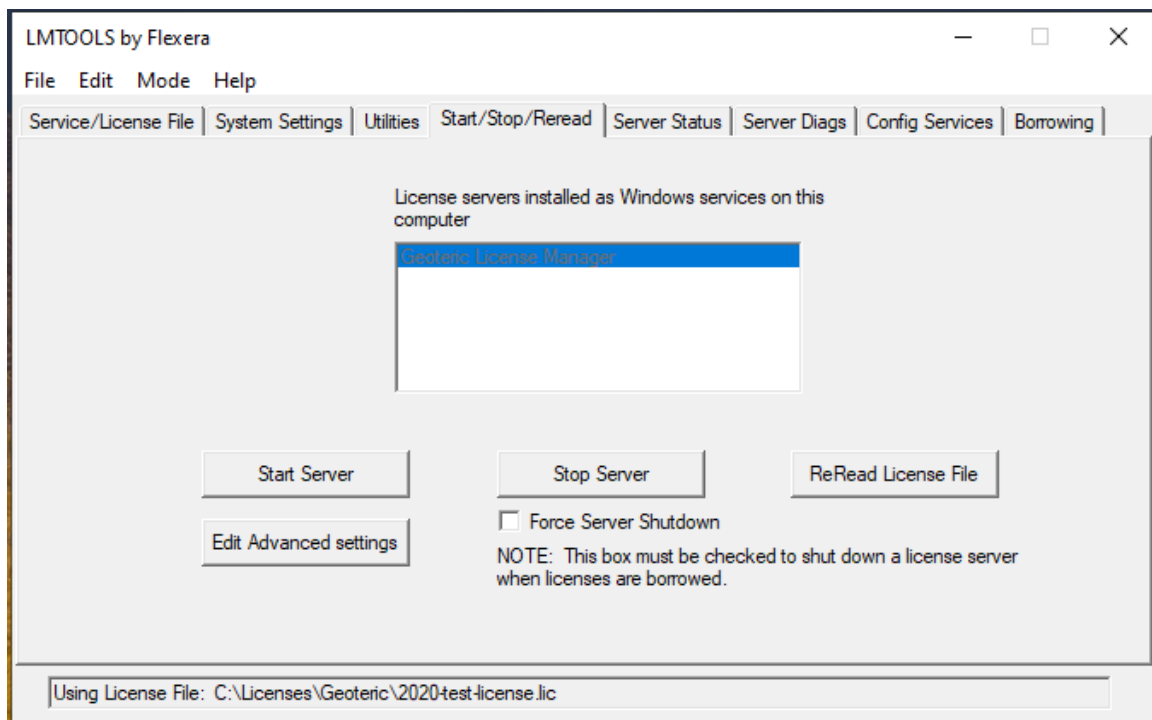 LMTOOLS by Flexera
File Edit Mode Help
Service/License File System Settings Utilities Start/Stop/Reread Server Status Server Diags Config Services Borrowing
License servers installed as Windows services on this
computer
Geoteric License Manager
Start Server Stop Server ReRead License File
Edit Advanced settings
Force Server Shutdown
NOTE: This box must be checked to shut down a license server
when licenses are borrowed.
Using License File: C:\Licenses\Geoteric\2020-test-license.lic